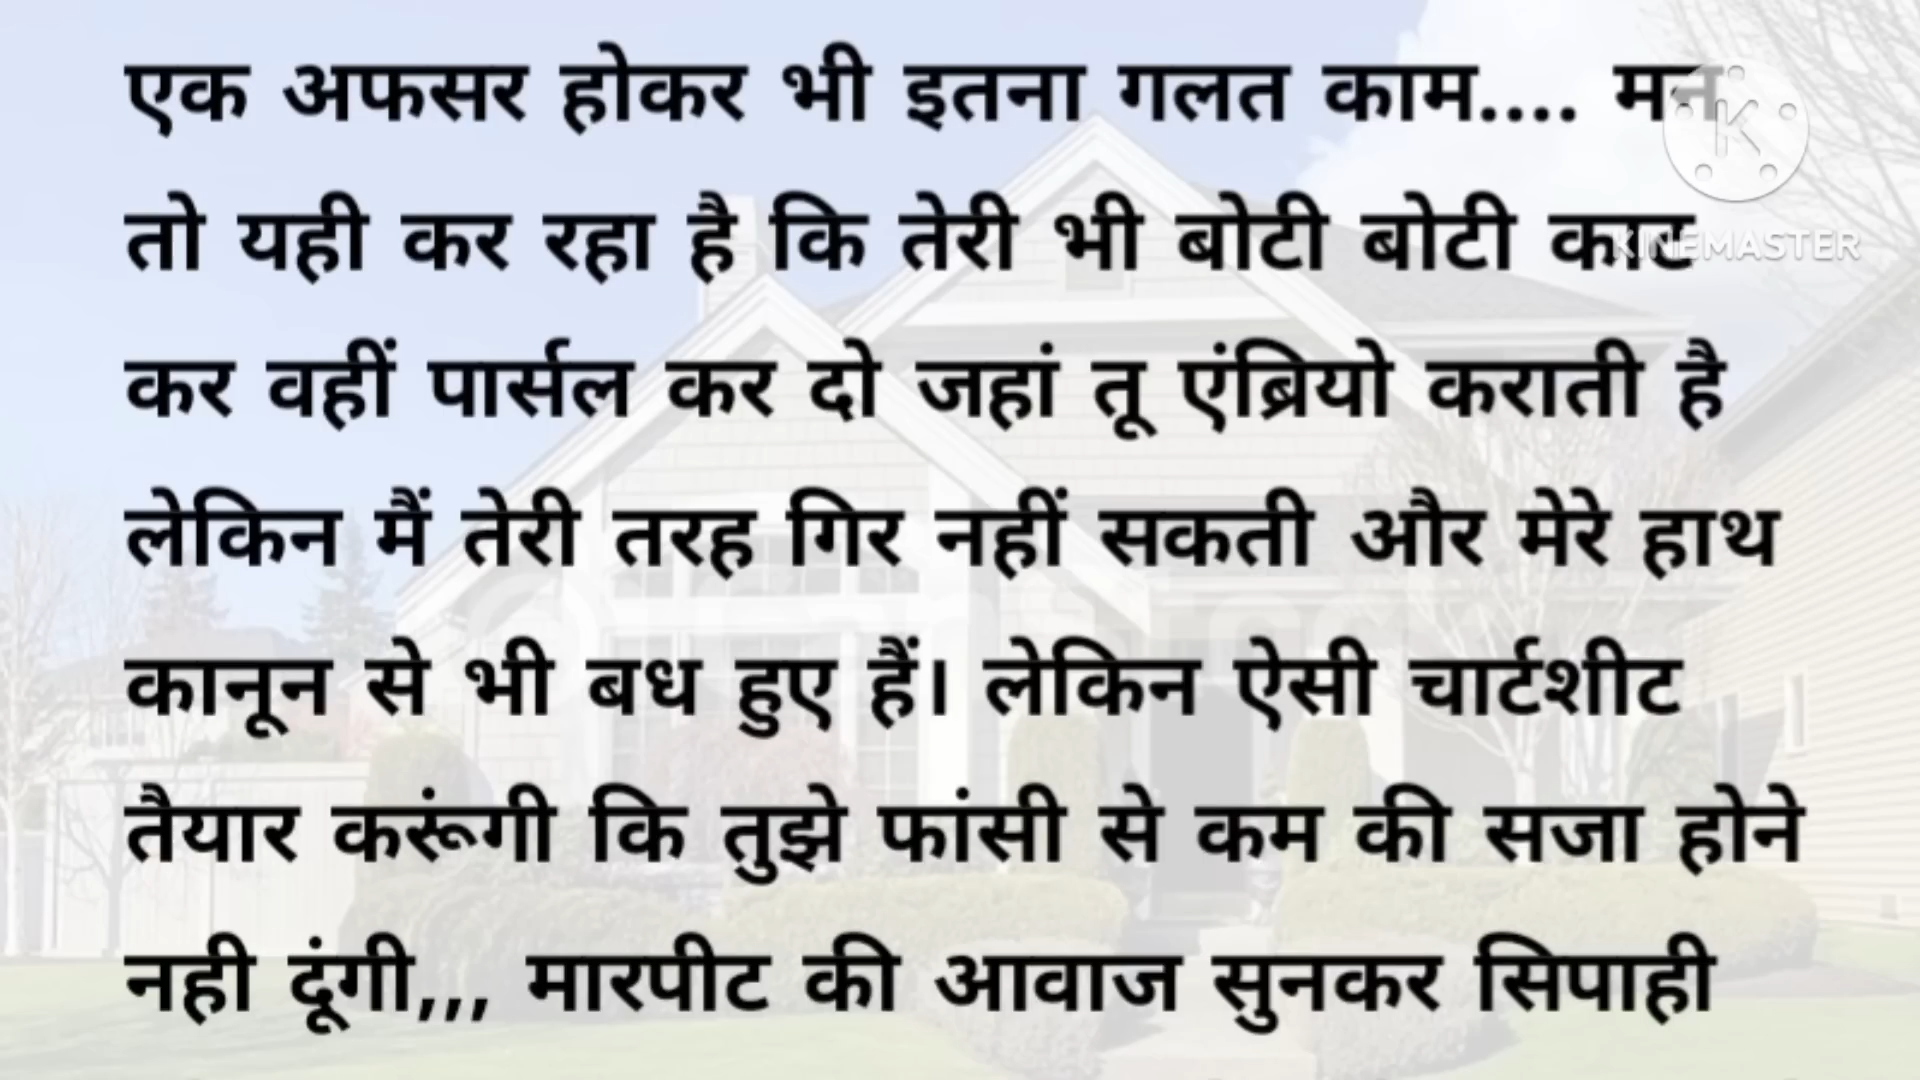 एक अफसर होकर भी इतना गलत काम.... मन
तो यही कर रहा है कि तेरी भी बोटी बोटी काट
कर वहीं पार्सल कर दो जहां तू एंब्रियो कराती है
लेकिन मैं तेरी तरह गिर नहीं सकती और मेरे हाथ
कानून से भी बध हुए हैं। लेकिन ऐसी चार्टशीट
तैयार करूंगी कि तुझे फांसी से कम की सजा होने
नही दूंगी,,, मारपीट की आवाज सुनकर सिपाही
K
KINEMASTER